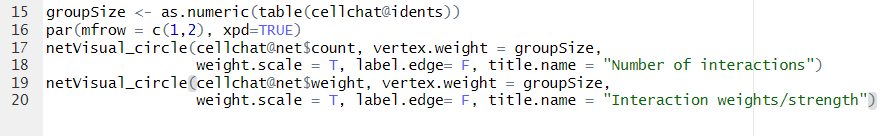 15 groupSize <- as.numeric(table(cellchat@idents))
16 par(mfrow = c(1,2), xpd=TRUE)
17 netVisual_circle(cellchat@net$count, vertex.weight = groupSize,
18                  weight.scale = T, label.edge= F, title.name = "Number of interactions")
19 netVisual_circle(cellchat@net$weight, vertex.weight = groupSize,
20                  weight.scale = T, label.edge= F, title.name = "Interaction weights/strength")